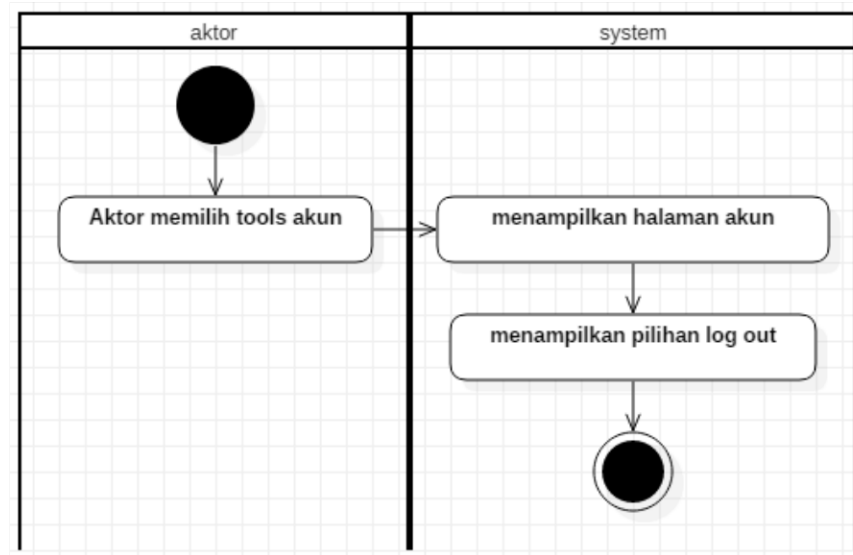 aktor
system
Aktor memilih tools akun
menampilkan halaman akun
menampilkan pilihan log out